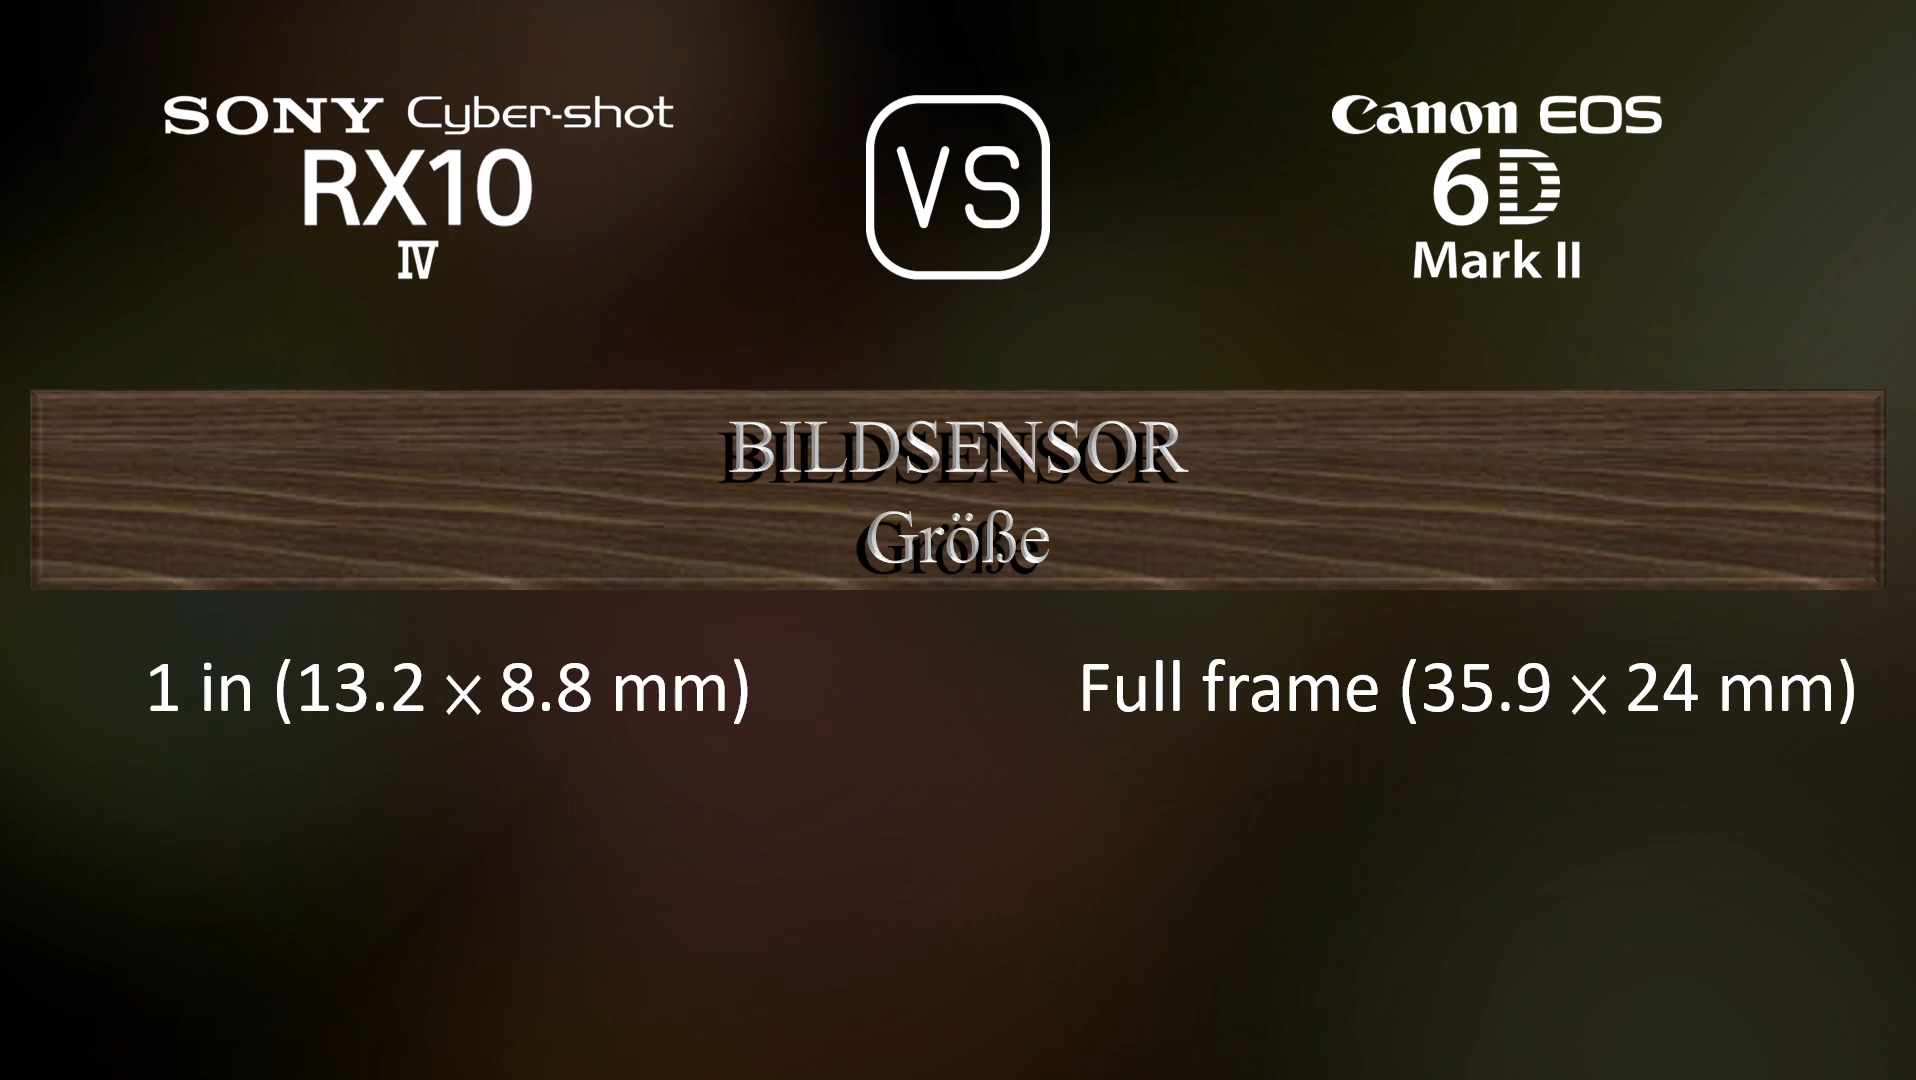 SONY Cyber-shot
RX10
IV
VS
Canon EOS
6D
Mark II
BILDSENSOR
Größe
1 in (13.2 x 8.8 mm)
Full frame (35.9 x 24 mm)